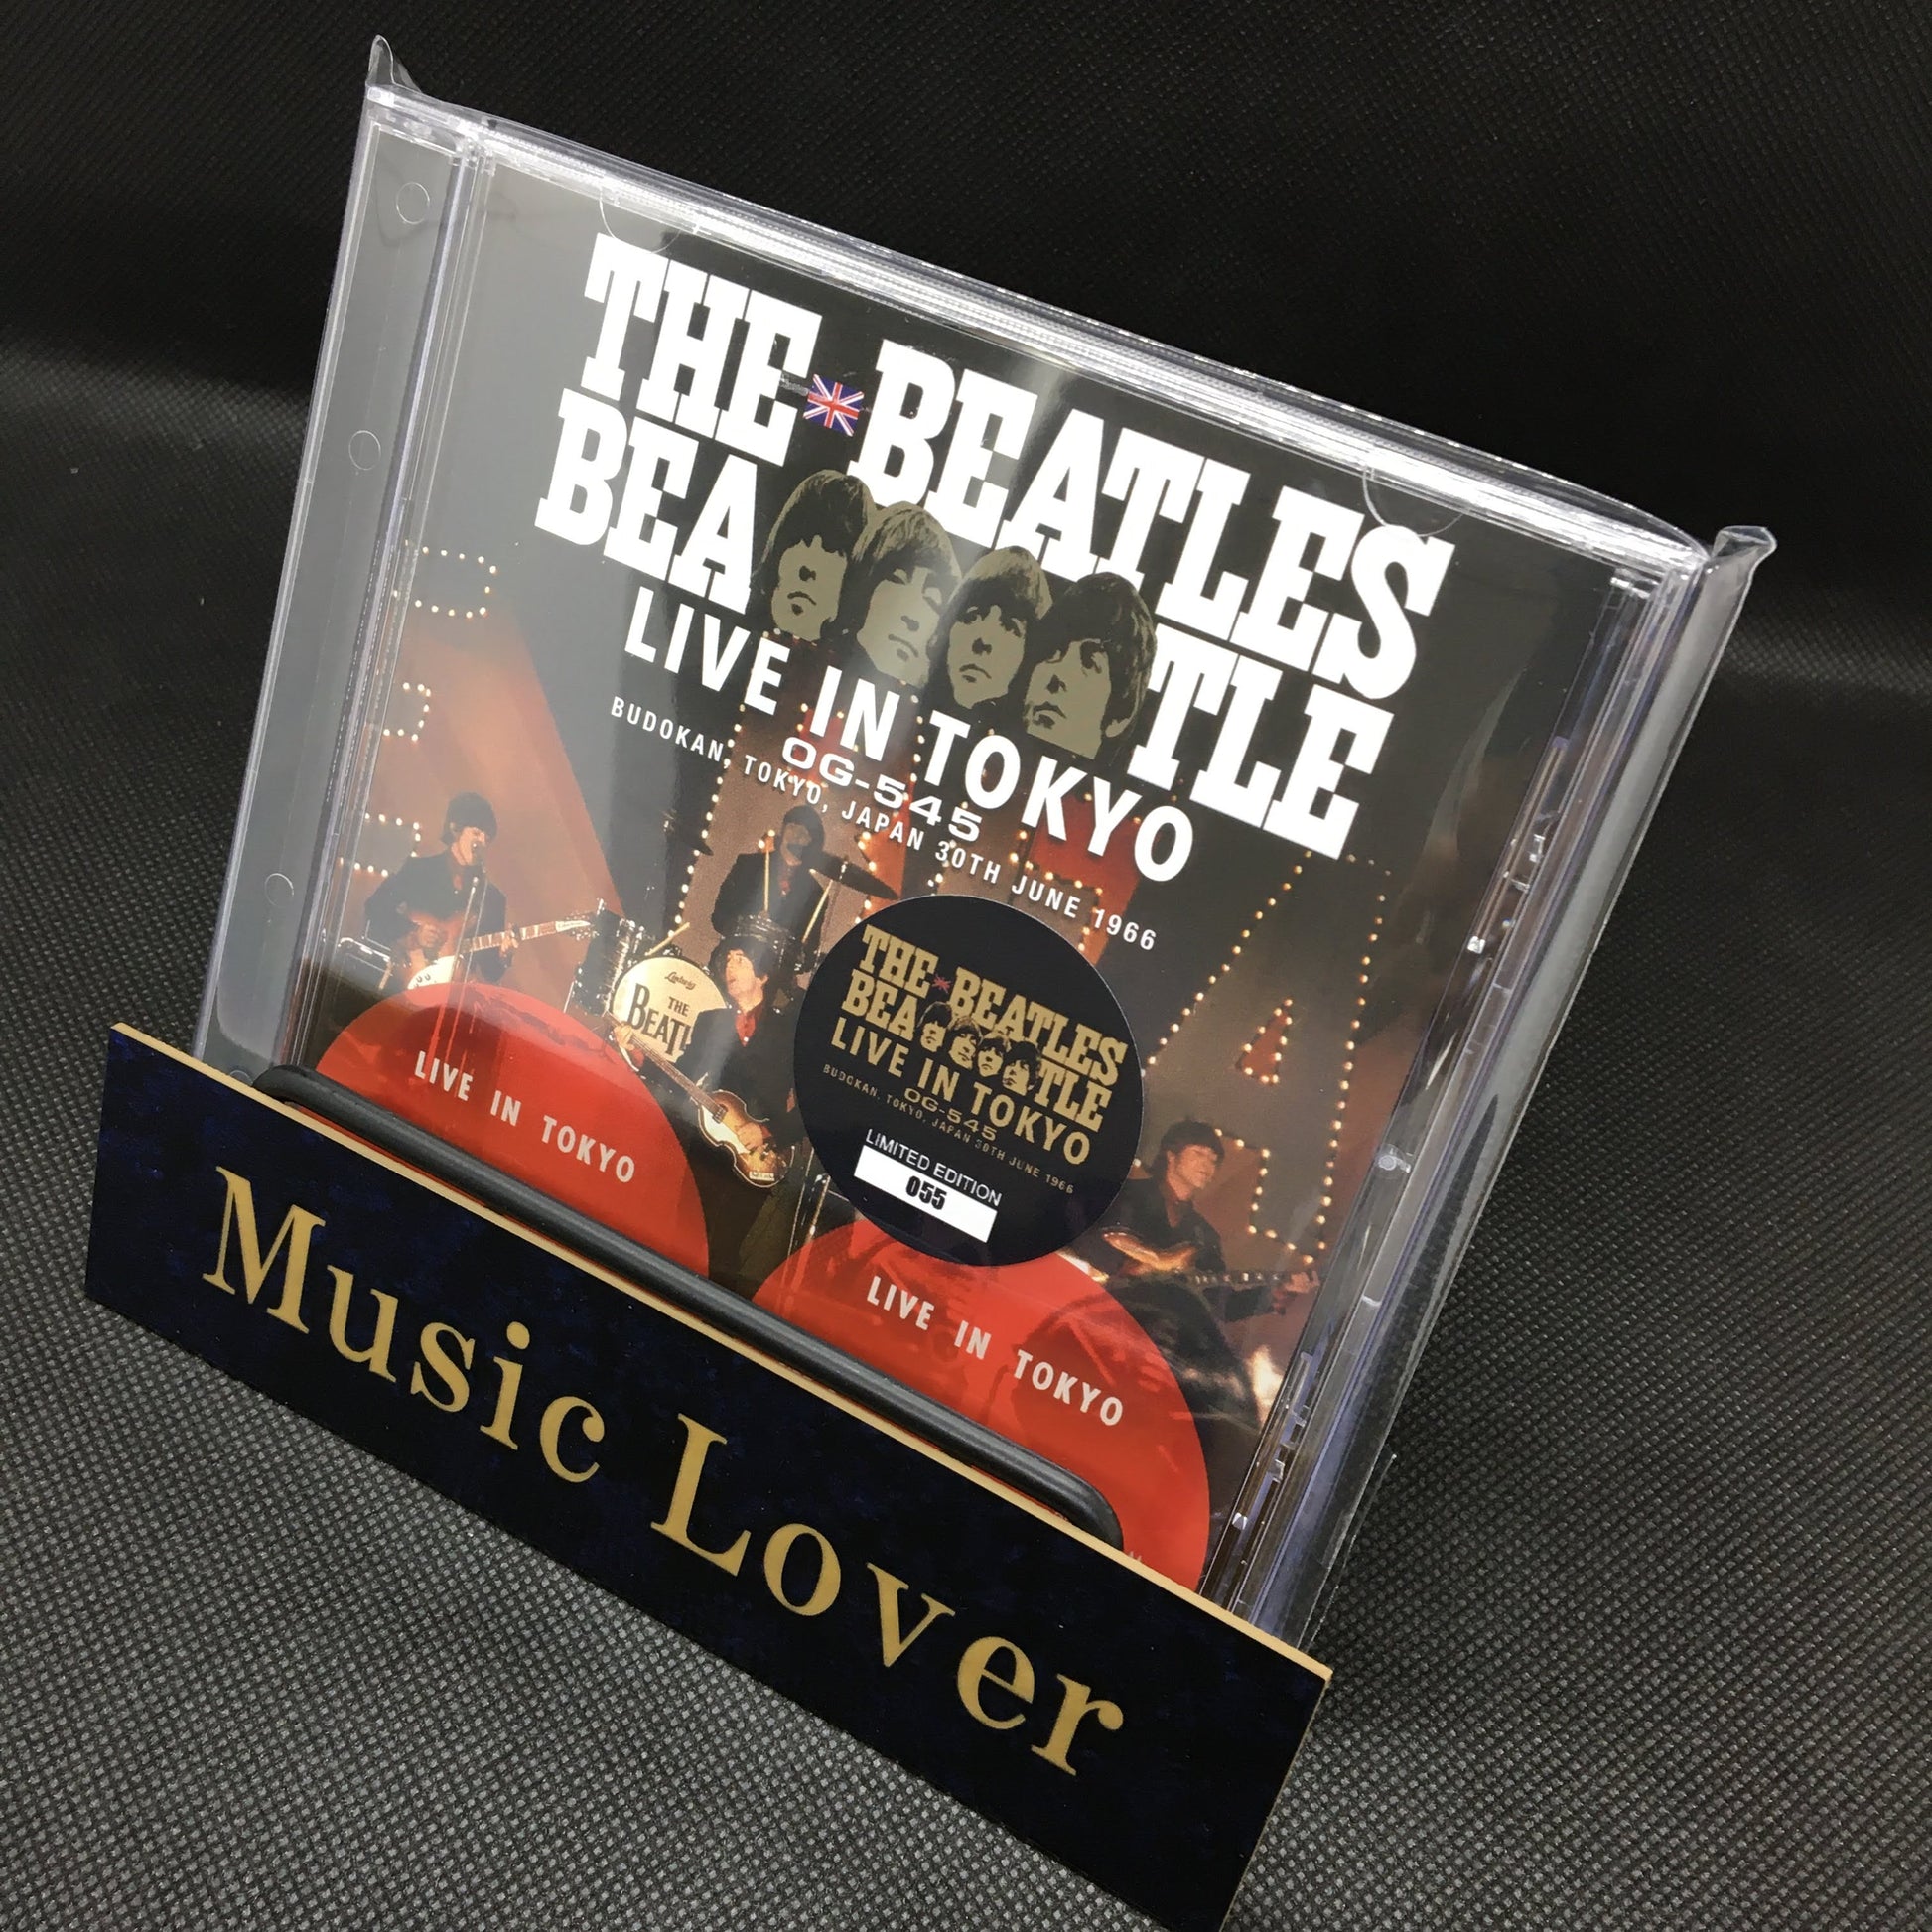 THE BEATLES
BEA TLE
LIVE IN TOKYO
OG-545
BUDOKAN, TOKYO, JAPAN 30TH JUNE 1966
Ludwig
THE
BEATL
THE BEATLES
BEA TLE
LIVE IN TOKYO
OG-545
BUDOKAN, TOKYO, JAPAN 30TH JUNE 1966
LIMITED EDITION
055
LIVE IN TOKYO
LIVE IN TOKYO
Music Lover